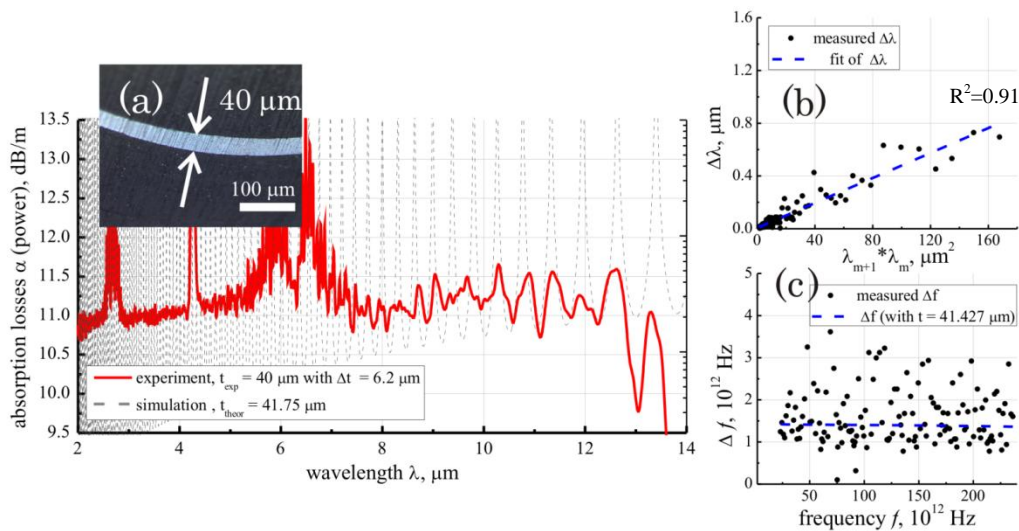 (a)
40 μm
100 μm
absorption losses α (power), dB/m
13.5
13.0
12.5
12.0
11.5
11.0
10.5
10.0
9.5
experiment, t_exp = 40 μm with Δt = 6.2 μm
simulation , t_theor = 41.75 μm
2 4 6 8 10 12 14
wavelength λ, μm
(b)
measured Δλ
fit of Δλ
R²=0.91
Δλ, μm
1.6
1.2
0.8
0.4
0.0
0 40 80 120 160
λ_m+1*λ_m, μm²
(c)
measured Δf
Δf (with t = 41.427 μm)
Δ f, 10¹² Hz
5
4
3
2
1
0
50 100 150 200
frequency f, 10¹² Hz